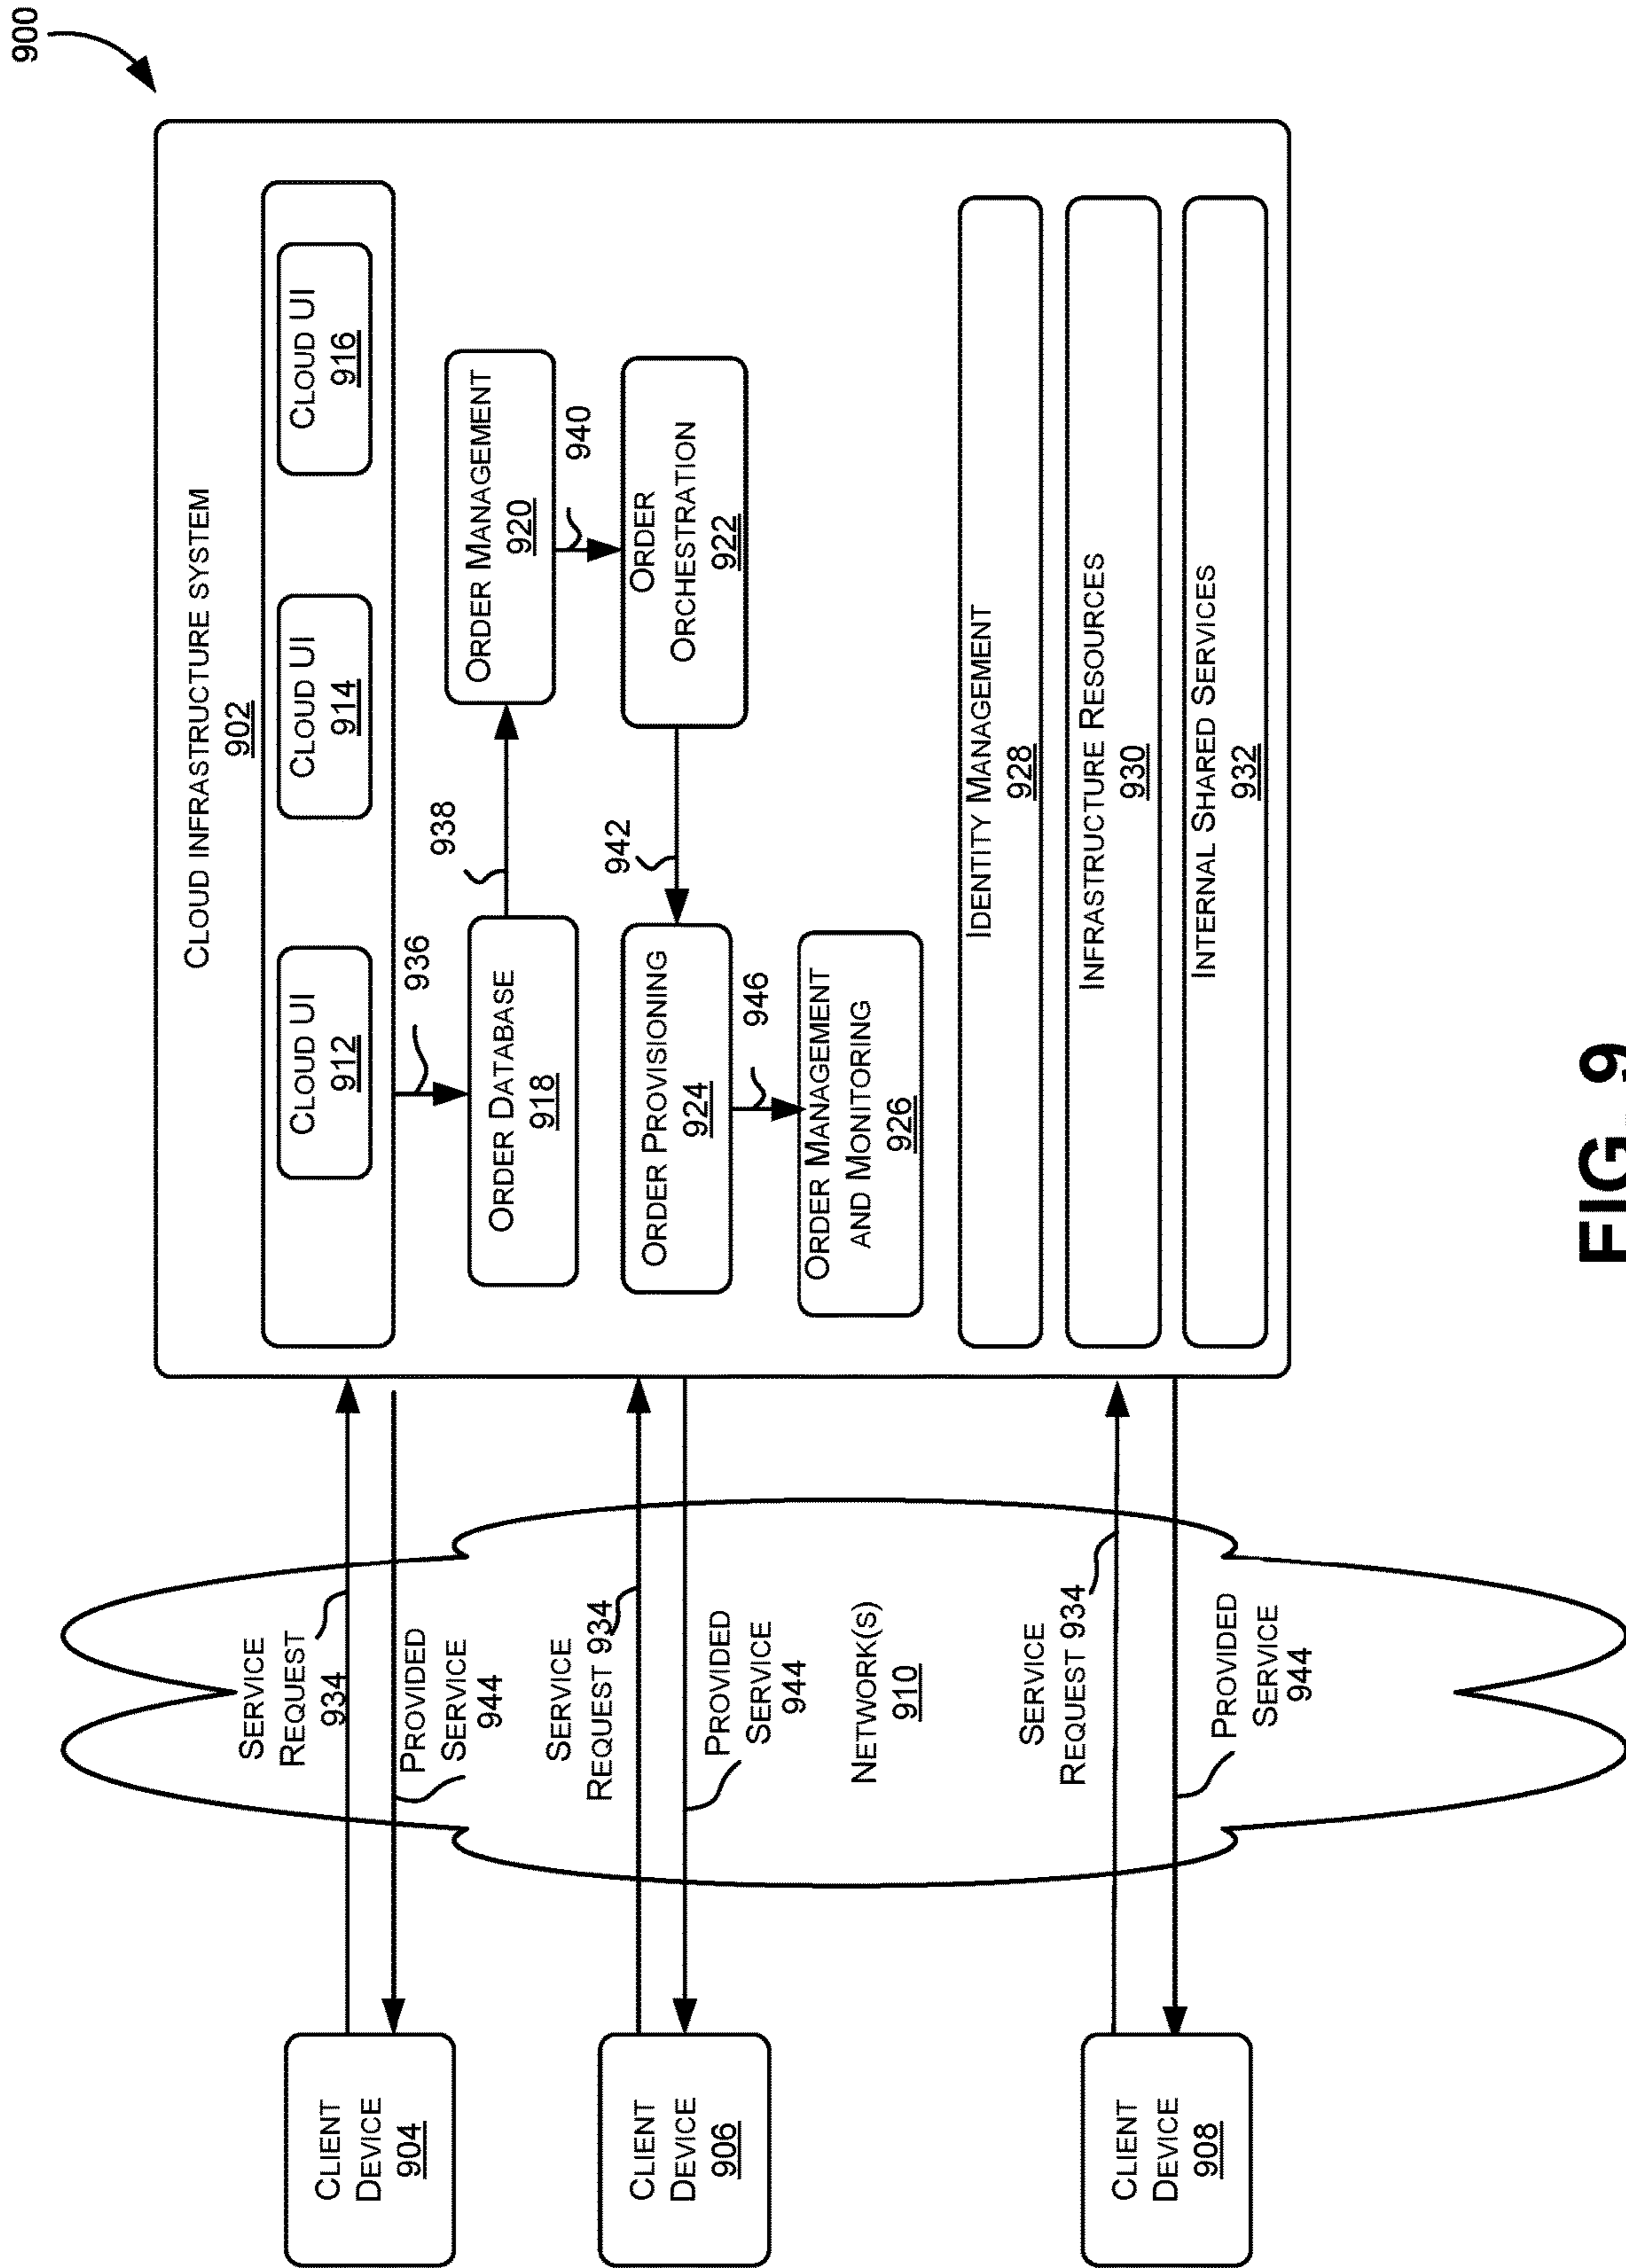 900
CLOUD INFRASTRUCTURE SYSTEM
902
CLOUD UI
912
CLOUD UI
914
CLOUD UI
916
936
938
ORDER DATABASE
918
ORDER MANAGEMENT
920
940
942
ORDER PROVISIONING
924
ORDER
ORCHESTRATION
922
946
ORDER MANAGEMENT
AND MONITORING
926
IDENTITY MANAGEMENT
928
INFRASTRUCTURE RESOURCES
930
INTERNAL SHARED SERVICES
932
CLIENT
DEVICE
904
SERVICE
REQUEST
934
PROVIDED
SERVICE
944
CLIENT
DEVICE
906
SERVICE
REQUEST 934
PROVIDED
SERVICE
944
NETWORK(S)
910
CLIENT
DEVICE
908
SERVICE
REQUEST 934
PROVIDED
SERVICE
944
FIG. 9